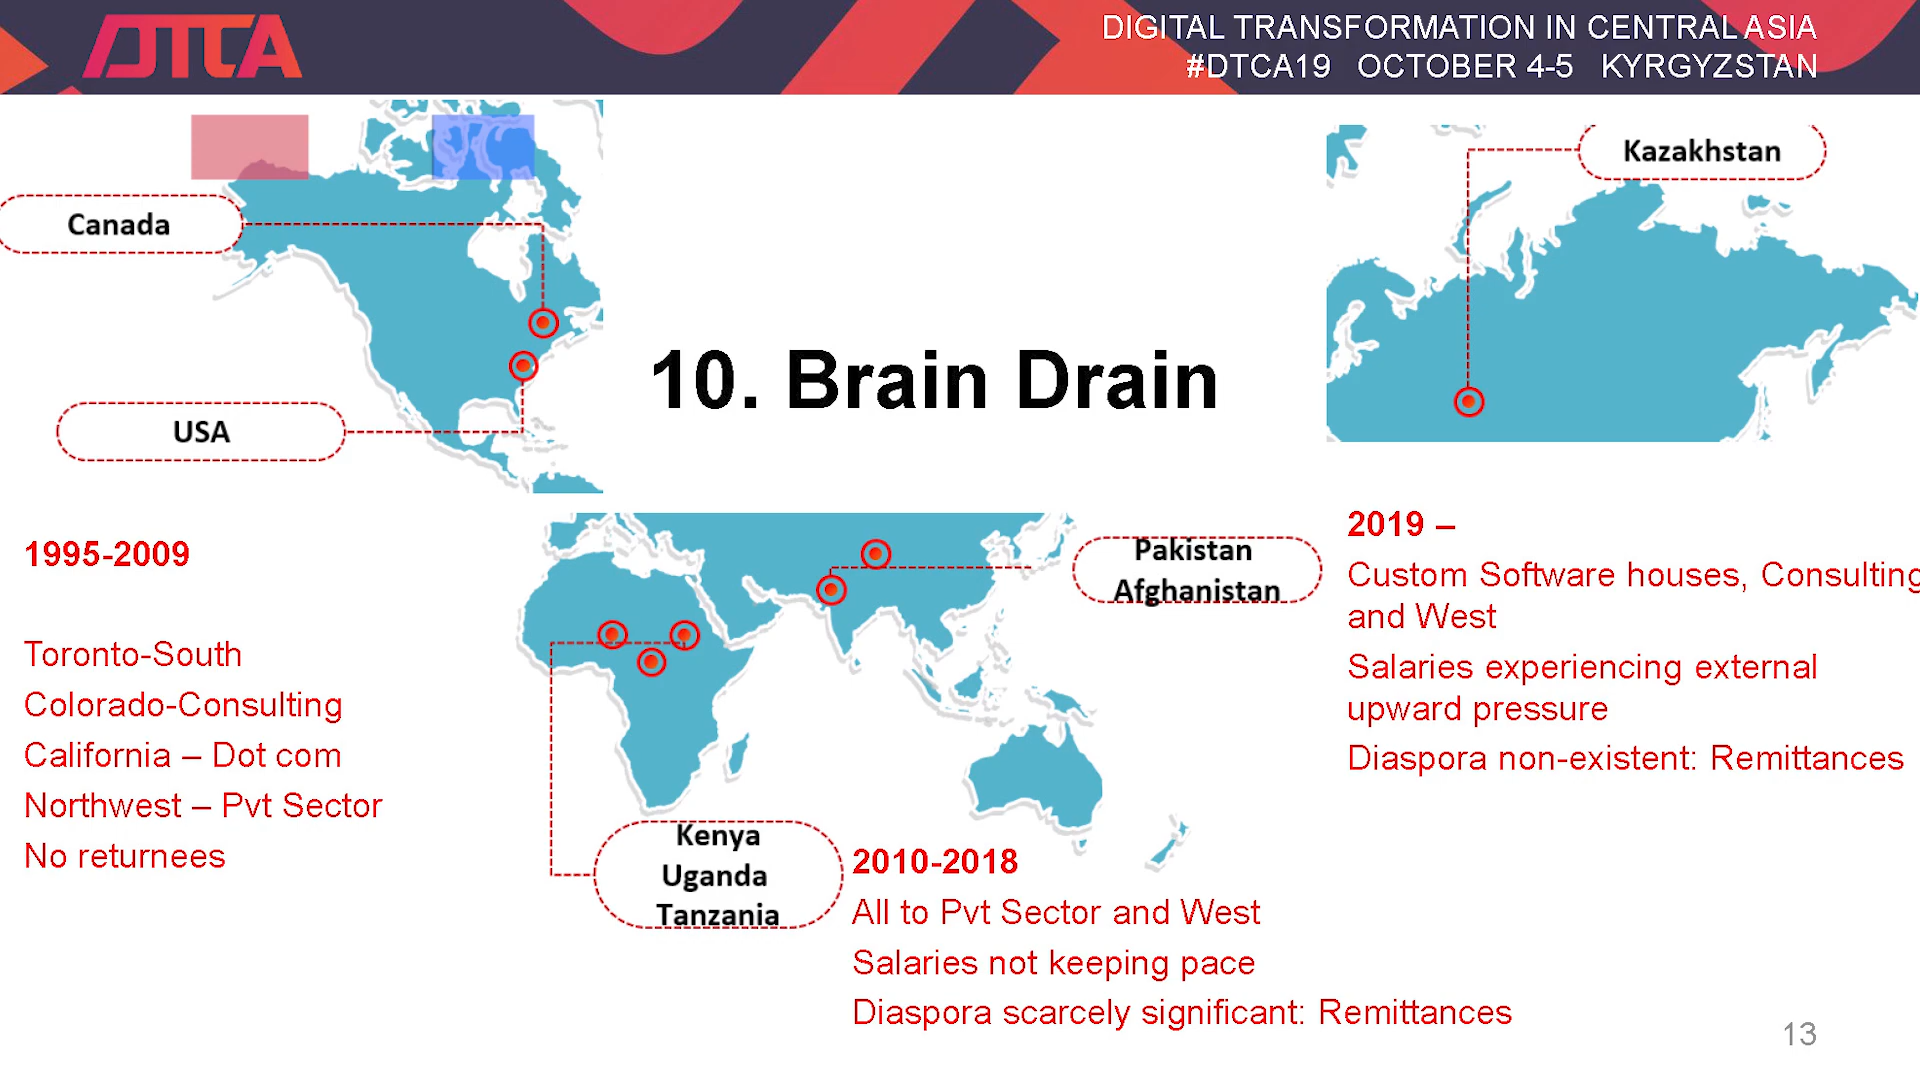 DTCA
DIGITAL TRANSFORMATION IN CENTRAL ASIA
#DTCA19 OCTOBER 4-5 KYRGYZSTAN
Canada
USA
Kazakhstan
10. Brain Drain
1995-2009
Toronto-South
Colorado-Consulting
California – Dot com
Northwest – Pvt Sector
No returnees
Pakistan
Afghanistan
Kenya
Uganda
Tanzania
2010-2018
All to Pvt Sector and West
Salaries not keeping pace
Diaspora scarcely significant: Remittances
2019 –
Custom Software houses, Consulting
and West
Salaries experiencing external
upward pressure
Diaspora non-existent: Remittances
13